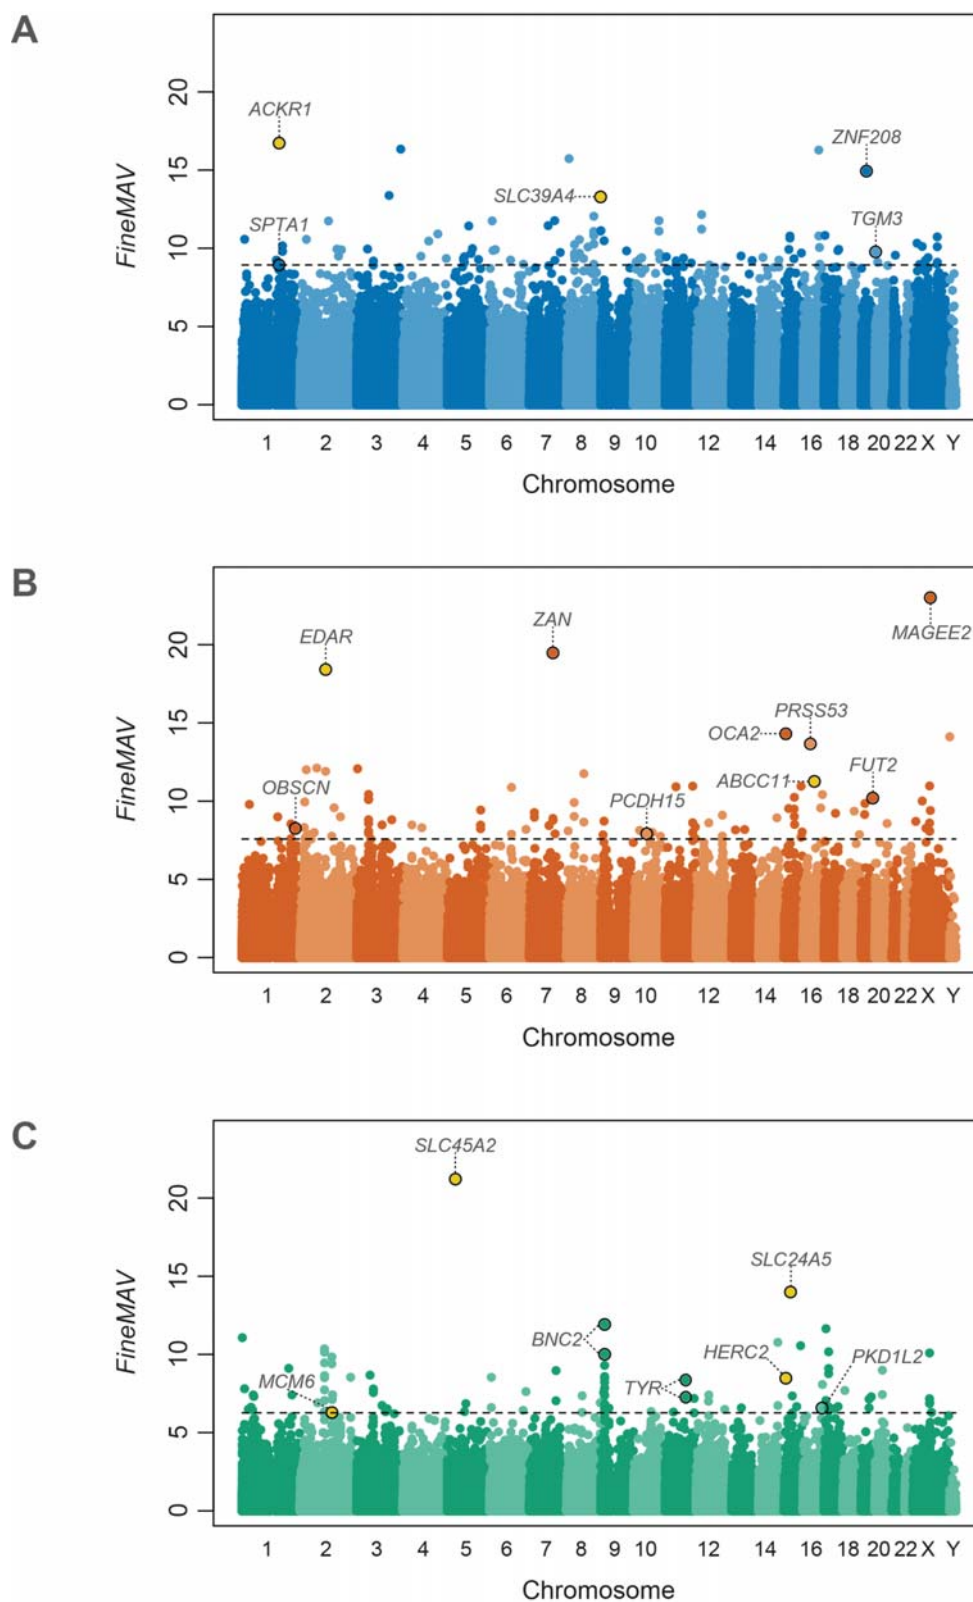 A
FineMAV
20
15
10
5
0
ACKR1
ZNF208
SLC39A4
SPTA1
TGM3
1 2 3 4 5 6 7 8 9 10 12 14 16 18 20 22 X Y
Chromosome
B
FineMAV
20
15
10
5
0
ZAN
EDAR
MAGEE2
PRSS53
OCA2
ABCC11
FUT2
OBSCN
PCDH15
1 2 3 4 5 6 7 8 9 10 12 14 16 18 20 22 X Y
Chromosome
C
FineMAV
20
15
10
5
0
SLC45A2
SLC24A5
BNC2
HERC2
PKD1L2
MCM6
TYR
1 2 3 4 5 6 7 8 9 10 12 14 16 18 20 22 X Y
Chromosome